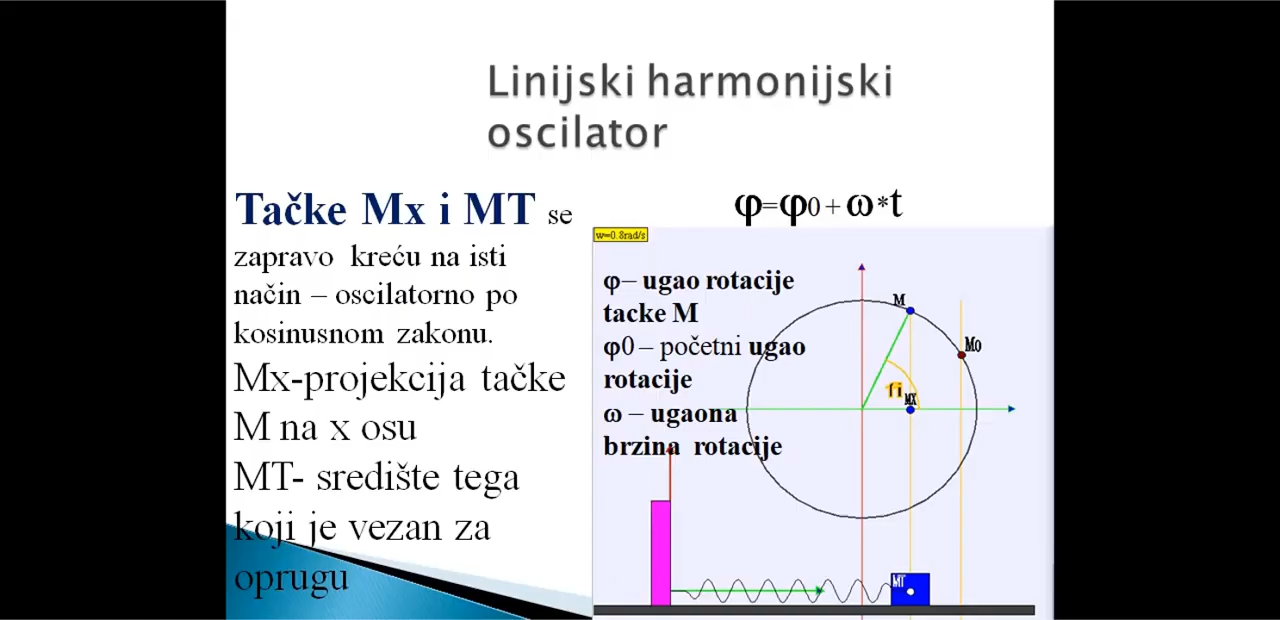 Linijski harmonijski
oscilator
Tačke Mx i MT se
zapravo kreću na isti
način – oscilatorno po
kosinusnom zakonu.
Mx-projekcija tačke
M na x osu
MT- središte tega
koji je vezan za
oprugu
φ=φ0 + ω*t
w=0.8rad/s
φ– ugao rotacije
tacke M
φ0 – početni ugao
rotacije
ω – ugaona
brzina rotacije
M
Mo
fi
MX
MT